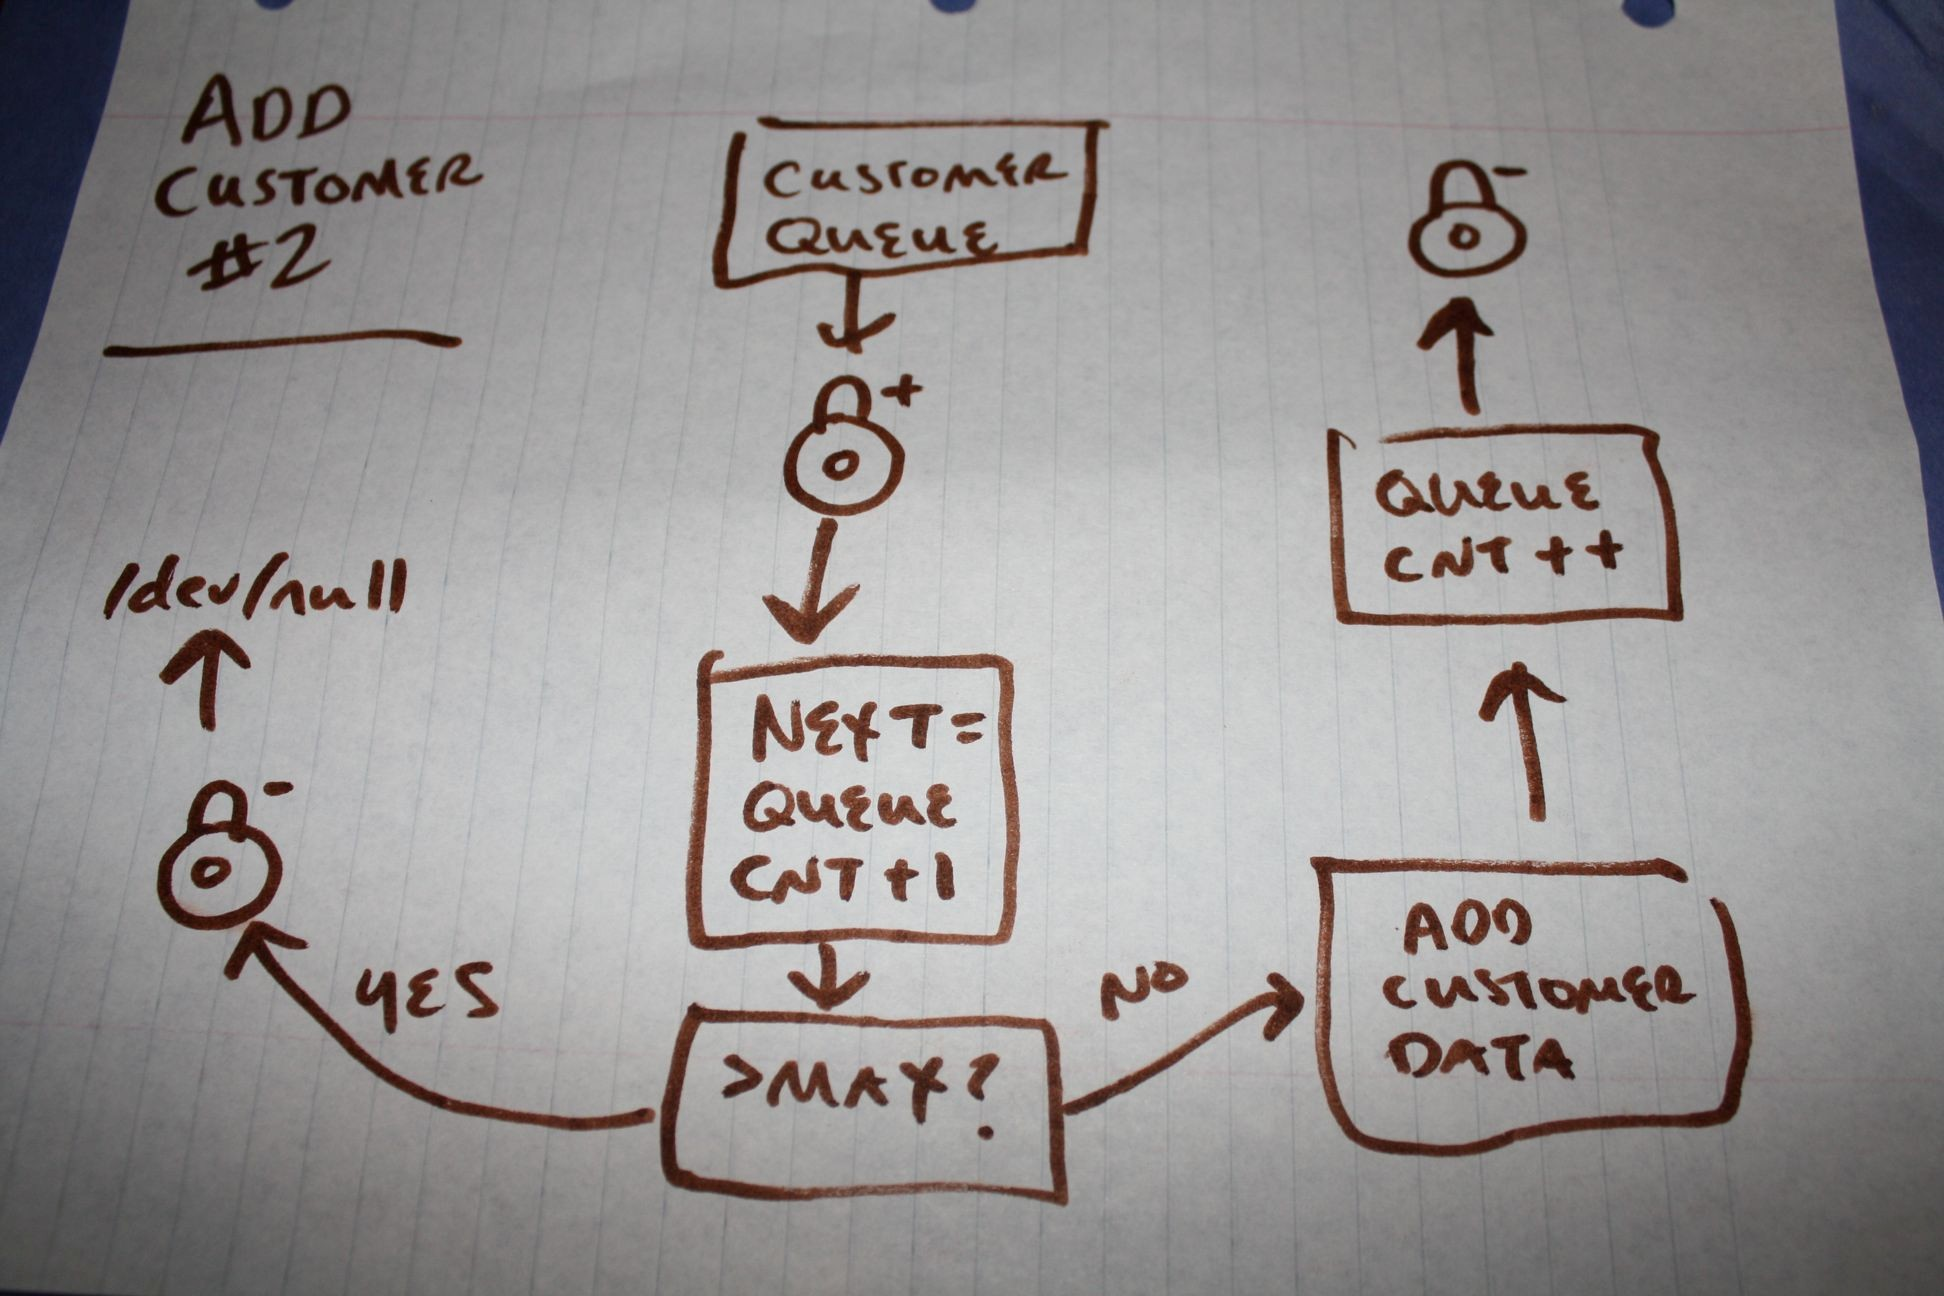 ADD
CUSTOMER
#2
CUSTOMER
QUEUE
+
NEXT=
QUEUE
CNT+1
>MAX?
YES
-
/dev/null
NO
ADD
CUSTOMER
DATA
QUEUE
CNT++
-